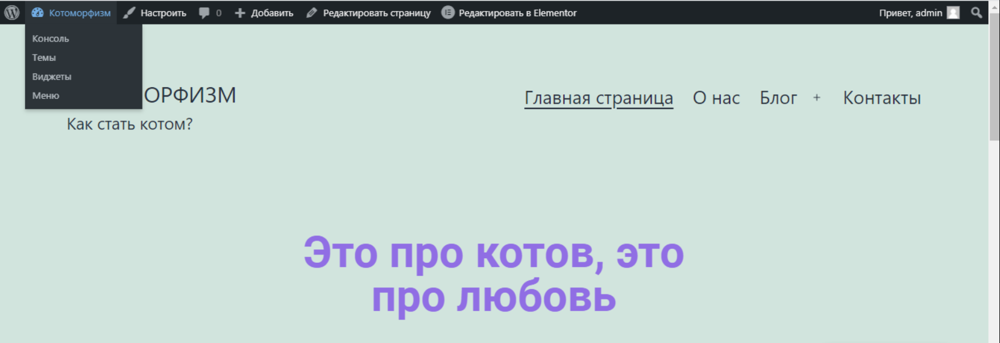 Котоморфизм Настроить 0 Добавить Редактировать страницу Редактировать в Elementor Привет, admin
Консоль
Темы
Виджеты
Меню
ОРФИЗМ
Главная страница О нас Блог + Контакты
Как стать котом?
Это про котов, это
про любовь